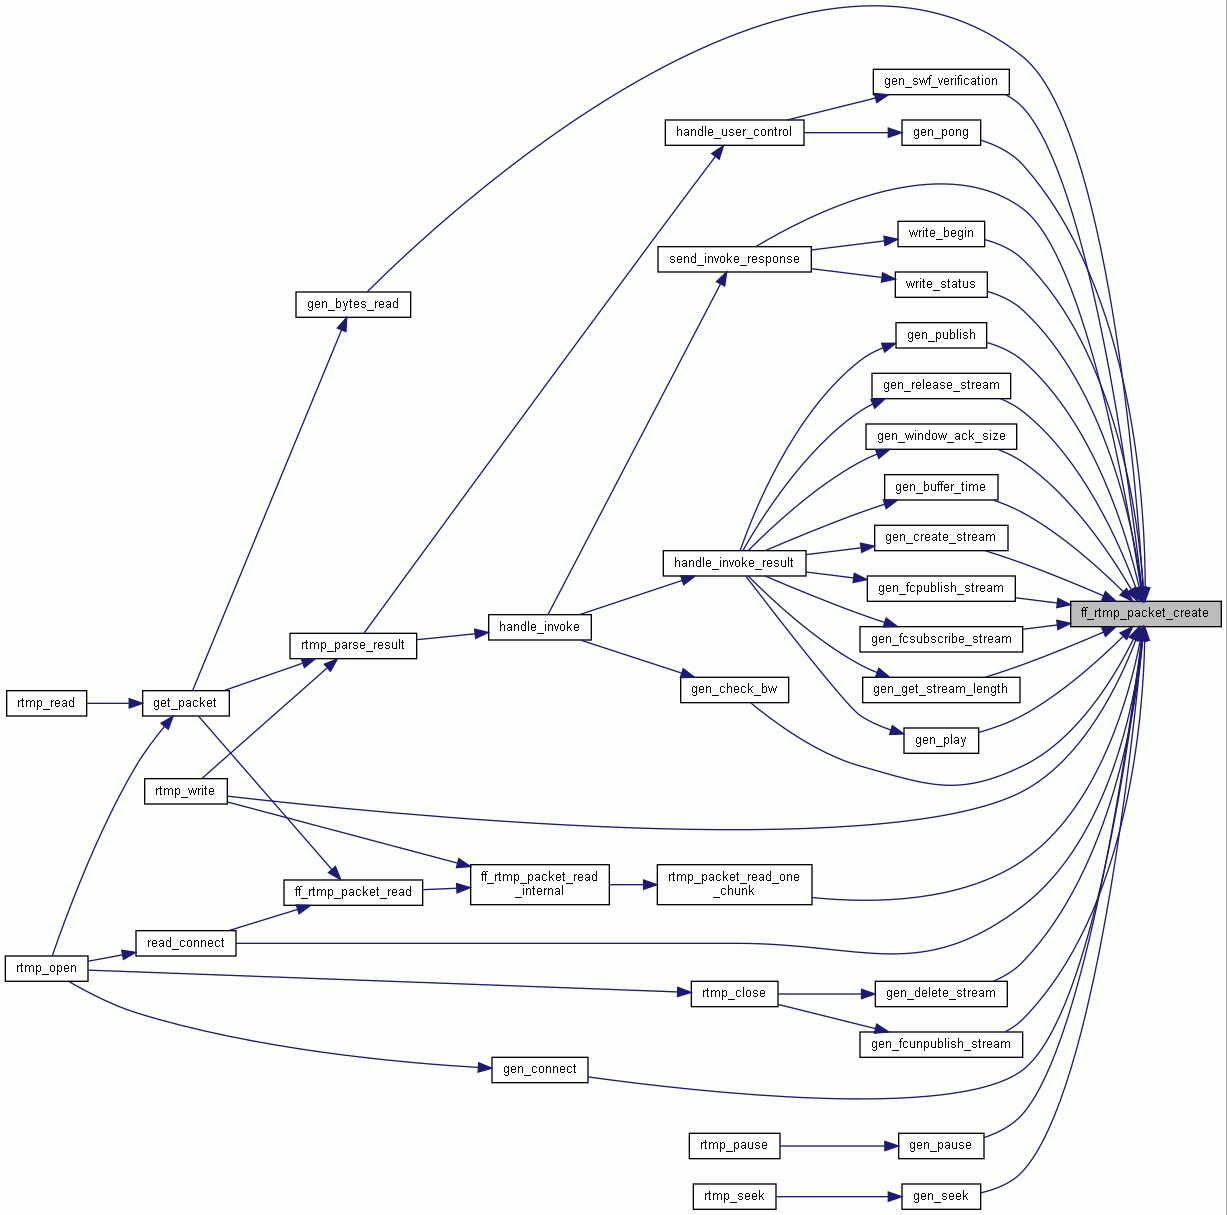 gen_swf_verification
handle_user_control
gen_pong
write_begin
send_invoke_response
write_status
gen_bytes_read
gen_publish
gen_release_stream
gen_window_ack_size
gen_buffer_time
gen_create_stream
handle_invoke_result
gen_fcpublish_stream
ff_rtmp_packet_create
handle_invoke
gen_fcsubscribe_stream
rtmp_parse_result
gen_check_bw
gen_get_stream_length
rtmp_read
get_packet
gen_play
rtmp_write
ff_rtmp_packet_read
_internal
rtmp_packet_read_one
_chunk
ff_rtmp_packet_read
read_connect
rtmp_open
rtmp_close
gen_delete_stream
gen_fcunpublish_stream
gen_connect
rtmp_pause
gen_pause
rtmp_seek
gen_seek